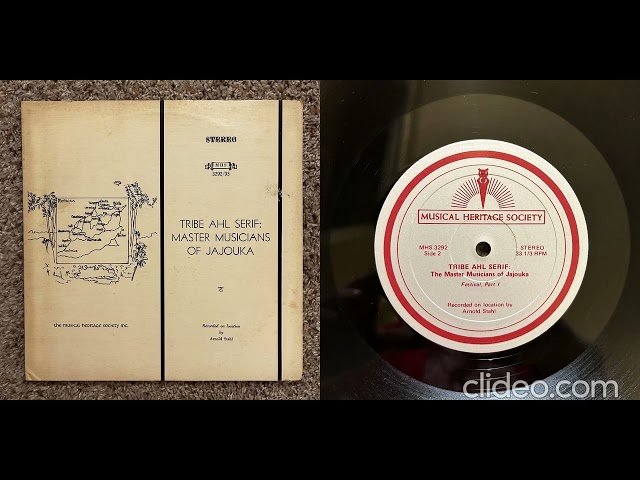 STEREO
MHS
3292/93
TRIBE AHL SERIF:
MASTER MUSICIANS
OF JAJOUKA
the musical heritage society inc.
Recorded on location
by
Arnold Stahl
MUSICAL HERITAGE SOCIETY
MHS 3292
Side 2
STEREO
33 1/3 RPM
TRIBE AHL SERIF:
The Master Musicians of Jajouka
Festival, Part 1
Recorded on location by
Arnold Stahl
clideo.com